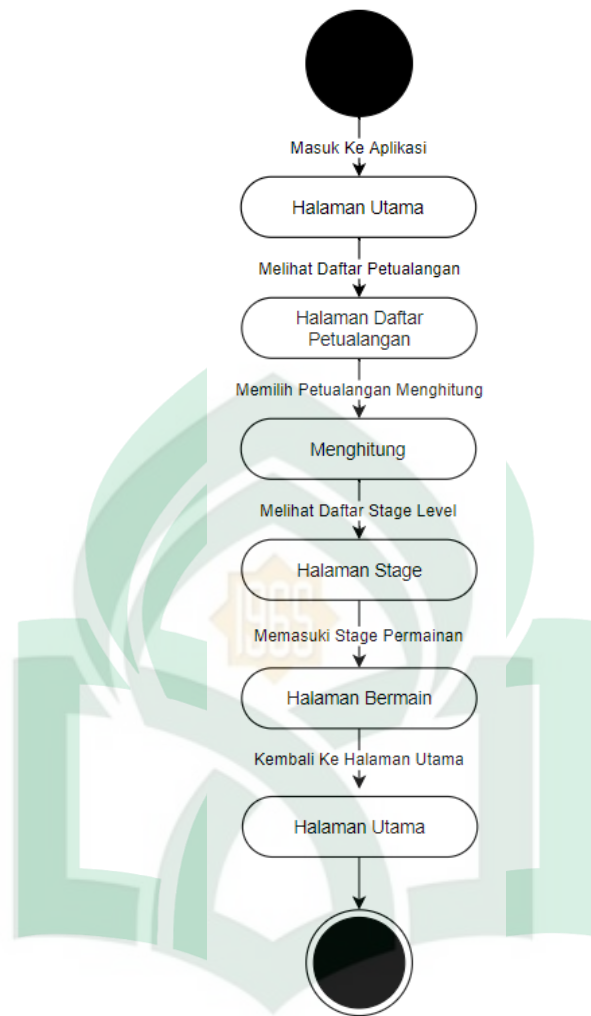 Masuk Ke Aplikasi
Halaman Utama
Melihat Daftar Petualangan
Halaman Daftar
Petualangan
Memilih Petualangan Menghitung
Menghitung
Melihat Daftar Stage Level
Halaman Stage
1965
Memasuki Stage Permainan
Halaman Bermain
Kembali Ke Halaman Utama
Halaman Utama